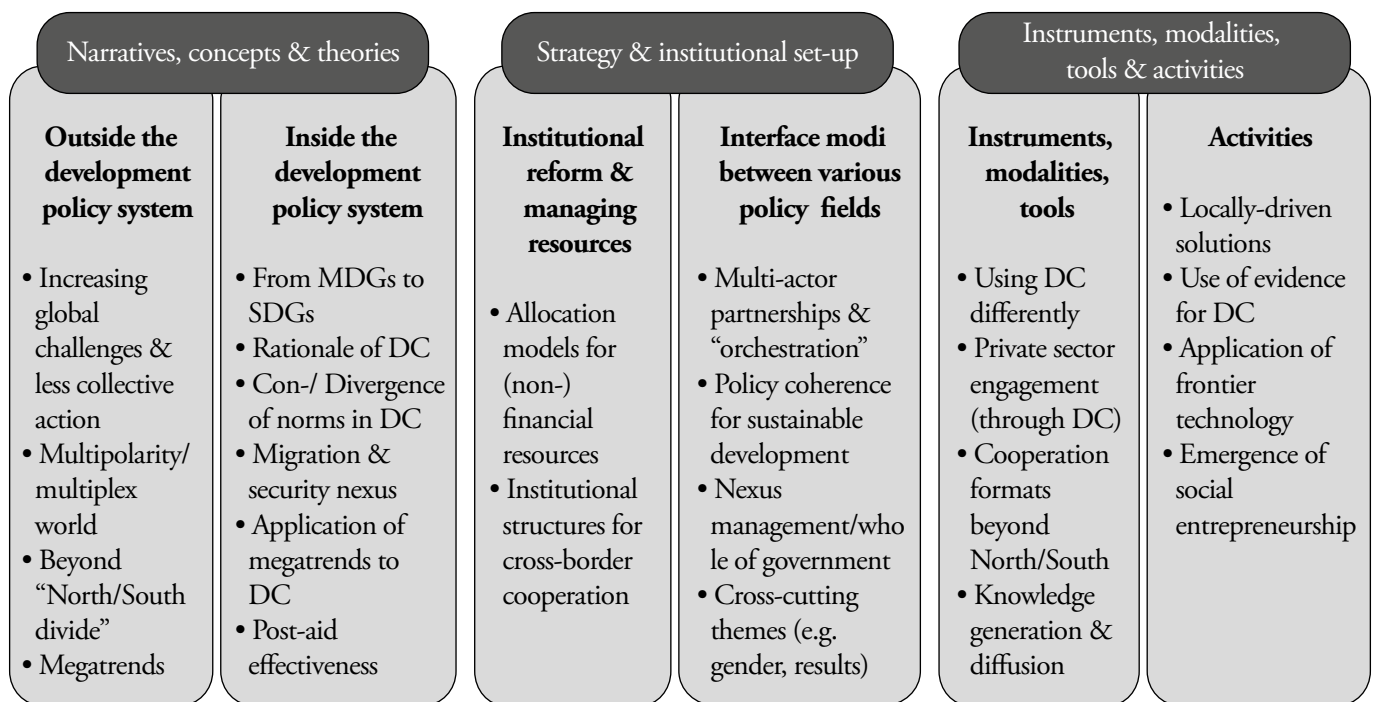 Narratives, concepts & theories
Outside the
development
policy system
• Increasing
global
challenges &
less collective
action
• Multipolarity/
multiplex
world
• Beyond
“North/South
divide”
• Megatrends
Inside the
development
policy system
• From MDGs to
SDGs
• Rationale of DC
• Con-/ Divergence
of norms in DC
• Migration &
security nexus
• Application of
megatrends to
DC
• Post-aid
effectiveness
Strategy & institutional set-up
Institutional
reform &
managing
resources
• Allocation
models for
(non-)
financial
resources
• Institutional
structures for
cross-border
cooperation
Interface modi
between various
policy fields
• Multi-actor
partnerships &
“orchestration”
• Policy coherence
for sustainable
development
• Nexus
management/who
le of government
• Cross-cutting
themes (e.g.
gender, results)
Instruments, modalities,
tools & activities
Instruments,
modalities,
tools
• Using DC
differently
• Private sector
engagement
(through DC)
• Cooperation
formats
beyond
North/South
• Knowledge
generation &
diffusion
Activities
• Locally-driven
solutions
• Use of evidence
for DC
• Application of
frontier
technology
• Emergence of
social
entrepreneurship